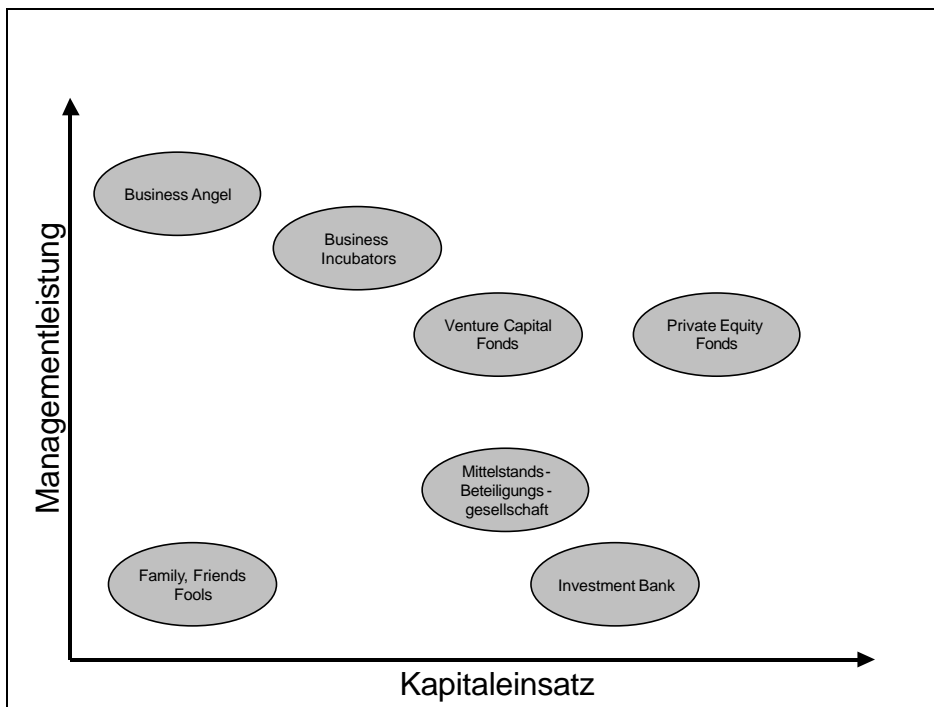 Managementleistung
Business Angel
Business
Incubators
Venture Capital
Fonds
Private Equity
Fonds
Mittelstands-
Beteiligungs-
gesellschaft
Family, Friends
Fools
Investment Bank
Kapitaleinsatz